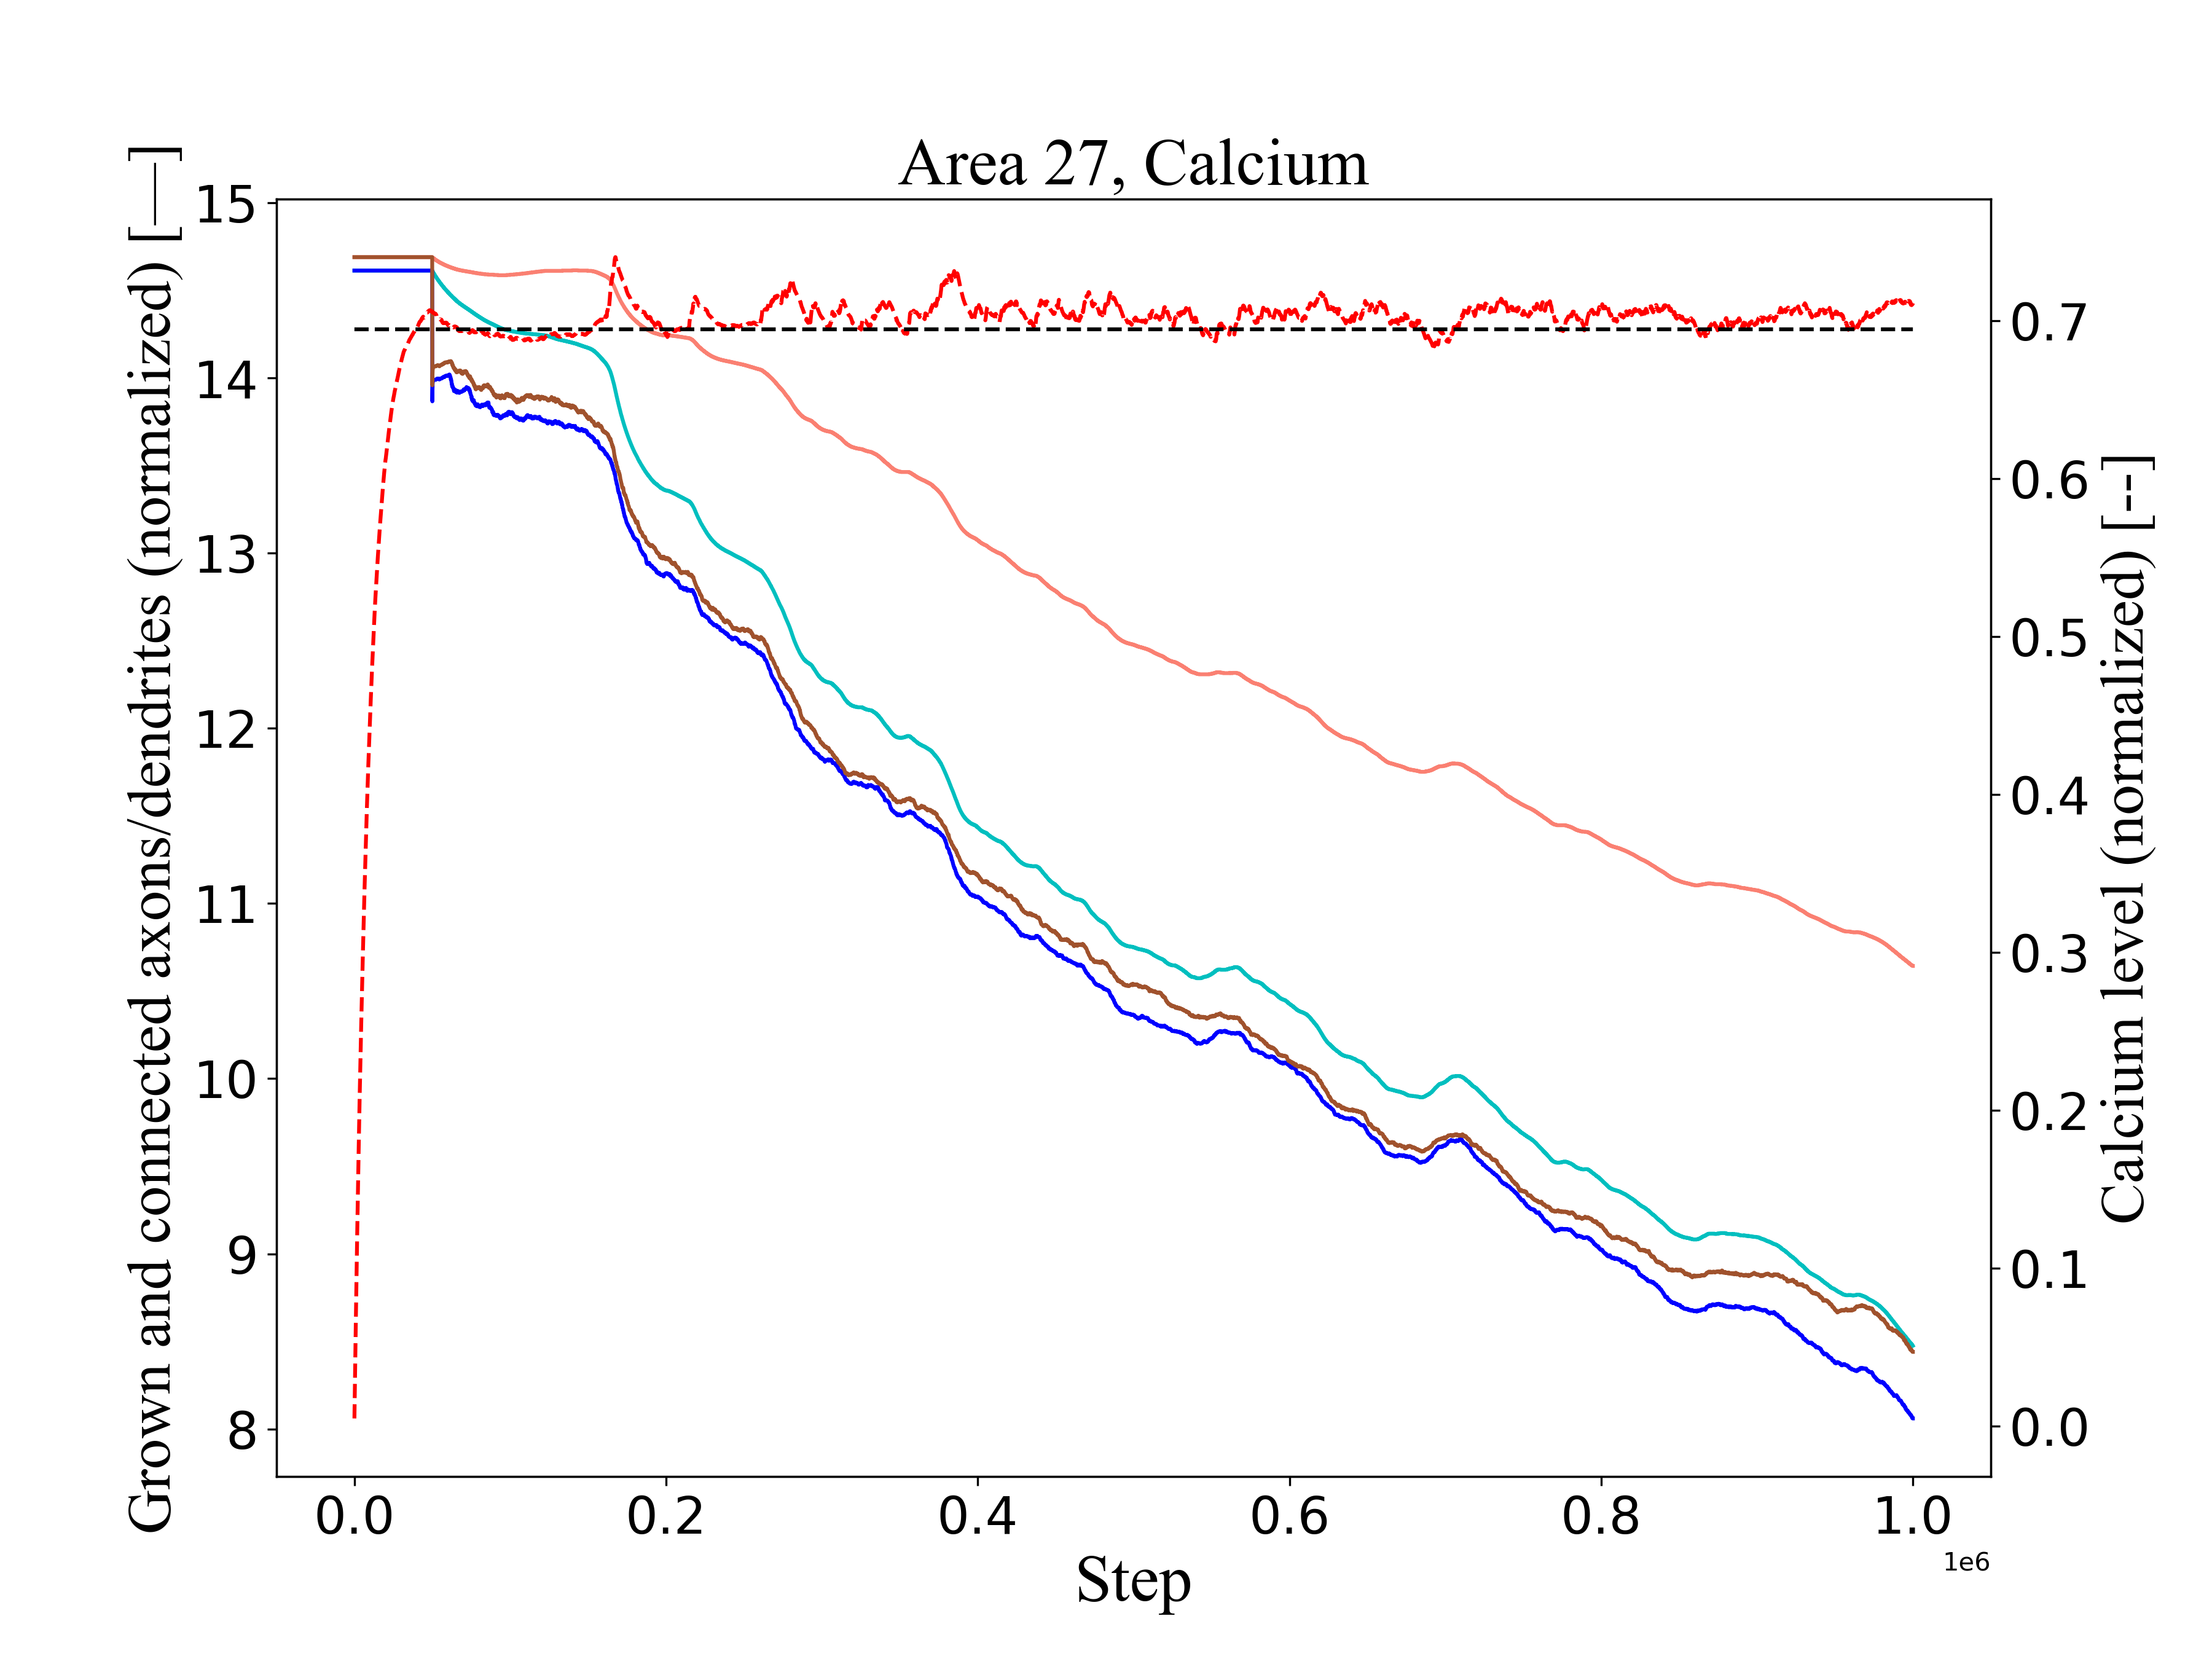 Area 27, Calcium
Grown and connected axons/dendrites (normalized) [—]
15
14
13
12
11
10
9
8
0.7
0.6
0.5
0.4
0.3
0.2
0.1
0.0
Calcium level (normalized) [--]
0.0 0.2 0.4 0.6 0.8 1.0
1e6
Step